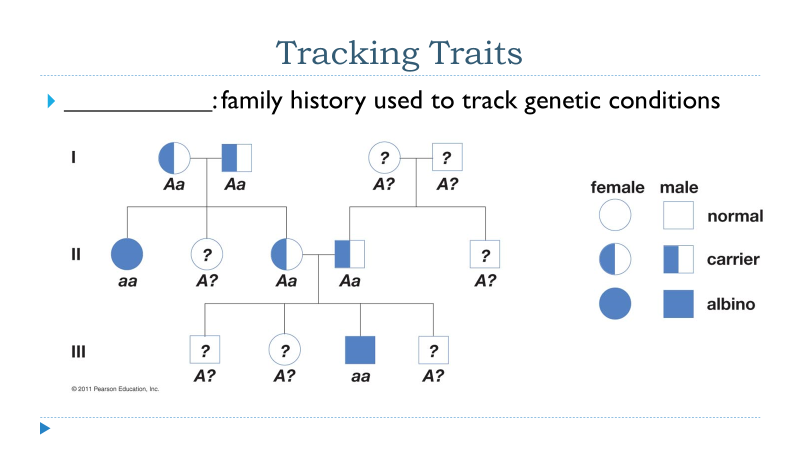 Tracking Traits
____________: family history used to track genetic conditions
I
? ?
Aa Aa A? A?
female male
normal
II
? ?
aa A? Aa Aa A?
carrier
albino
III
? ? ?
A? A? aa A?
© 2011 Pearson Education, Inc.